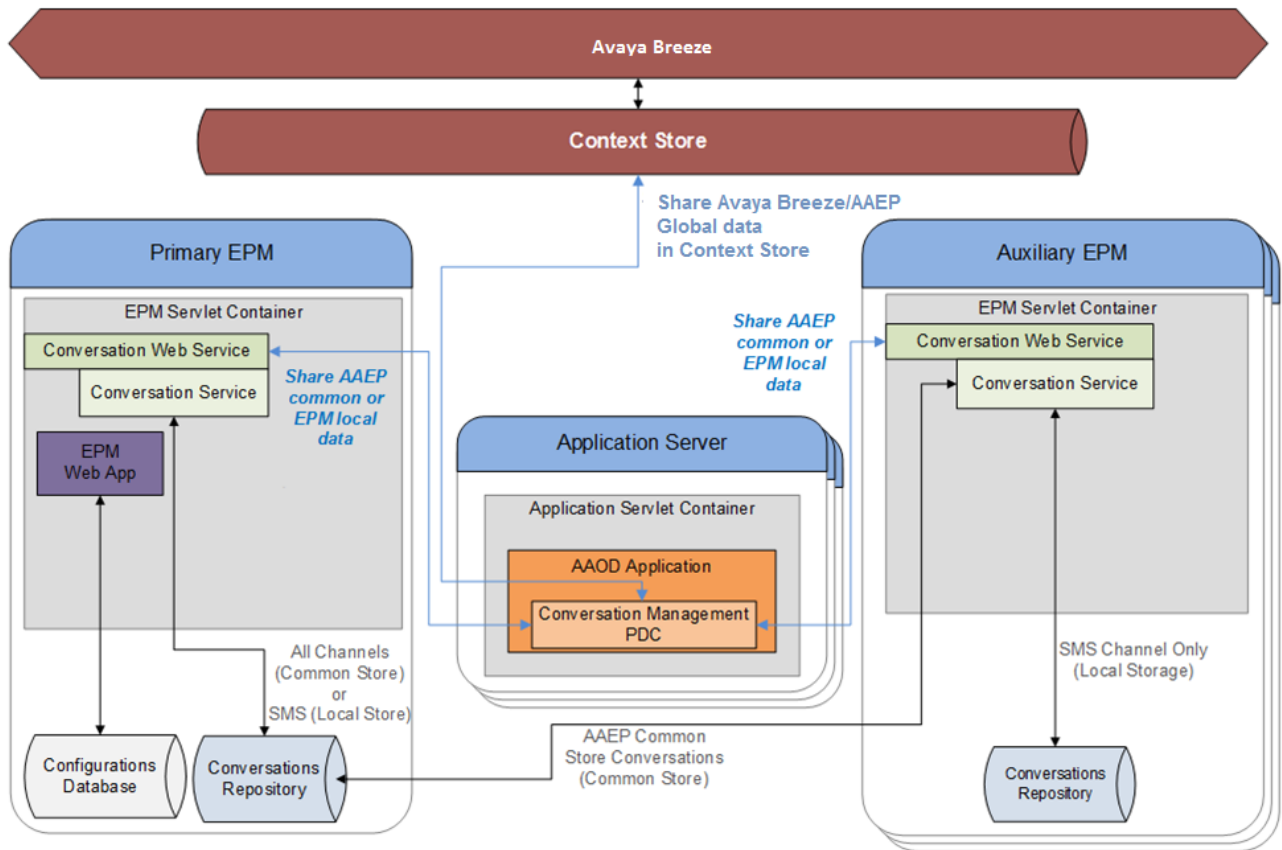 Avaya Breeze
Context Store
Share Avaya Breeze/AAEP
Global data
in Context Store
Primary EPM
EPM Servlet Container
Conversation Web Service
Conversation Service
Share AAEP
common or
EPM local
data
EPM
Web App
All Channels
(Common Store)
or
SMS (Local Store)
Configurations
Database
Conversations
Repository
Application Server
Application Servlet Container
AAOD Application
Conversation Management
PDC
AAEP Common
Store Conversations
(Common Store)
Share AAEP
common or
EPM local
data
Auxiliary EPM
EPM Servlet Container
Conversation Web Service
Conversation Service
SMS Channel Only
(Local Storage)
Conversations
Repository